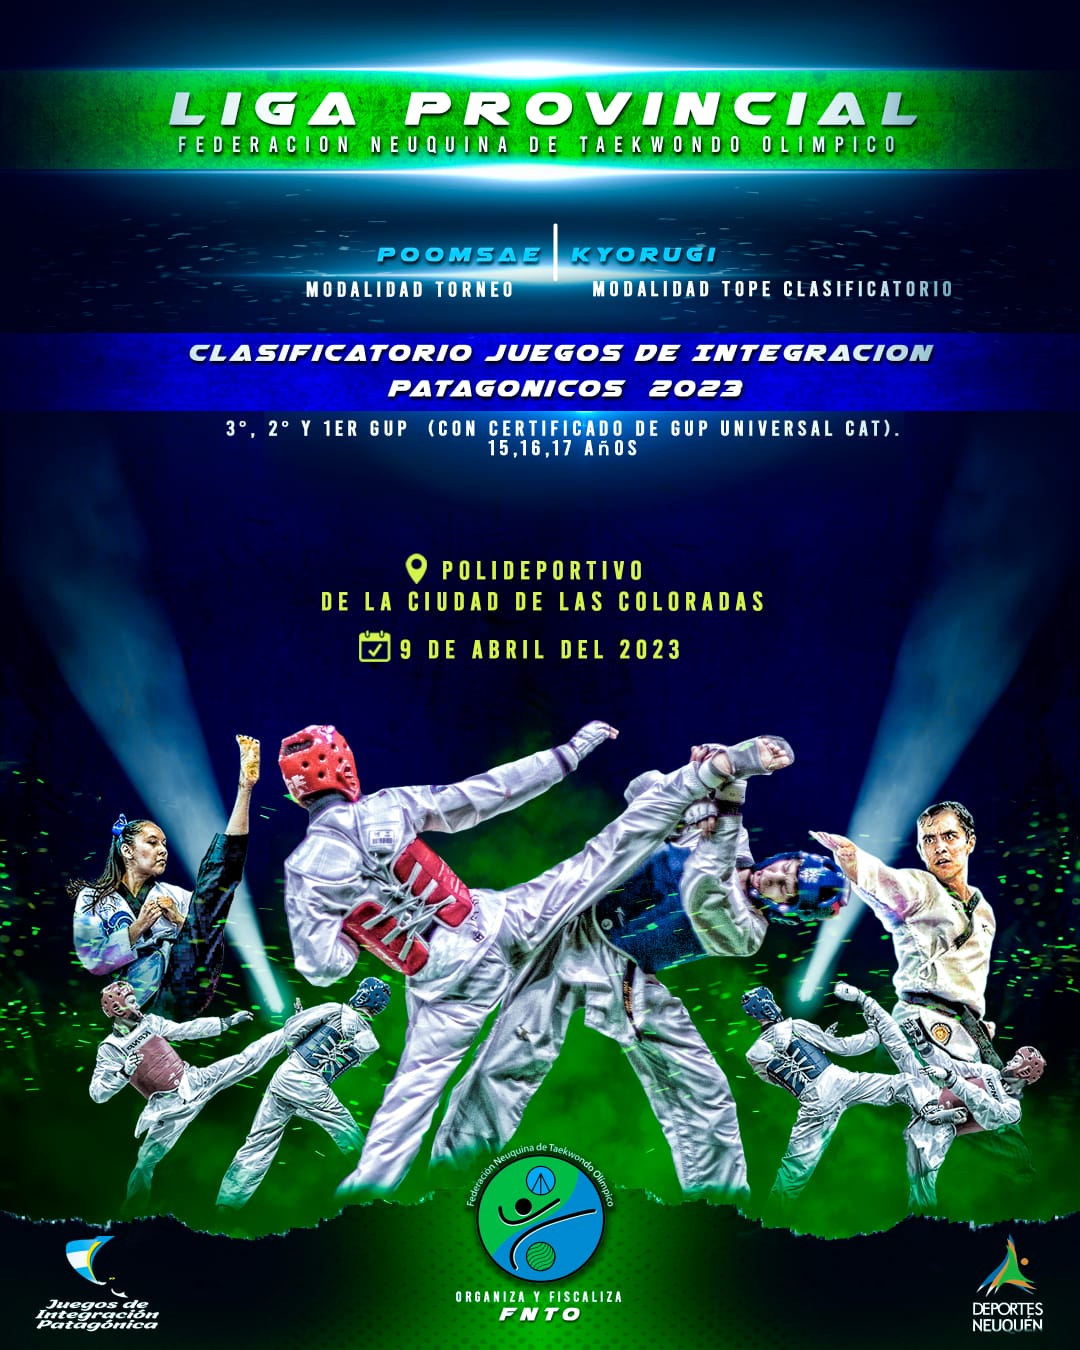 LIGA PROVINCIAL
FEDERACION NEUQUINA DE TAEKWONDO OLIMPICO
POOMSAE | KYORUGI
MODALIDAD TORNEO MODALIDAD TOPE CLASIFICATORIO
CLASIFICATORIO JUEGOS DE INTEGRACION
PATAGONICOS 2023
3°, 2° Y 1ER GUP (CON CERTIFICADO DE GUP UNIVERSAL CAT).
15,16,17 AñOS
POLIDEPORTIVO
DE LA CIUDAD DE LAS COLORADAS
9 DE ABRIL DEL 2023
Federación Neuquina de Taekwondo Olimpico
ORGANIZA Y FISCALIZA
FNTO
Juegos de
Integración
Patagónica
DEPORTES
NEUQUÉN